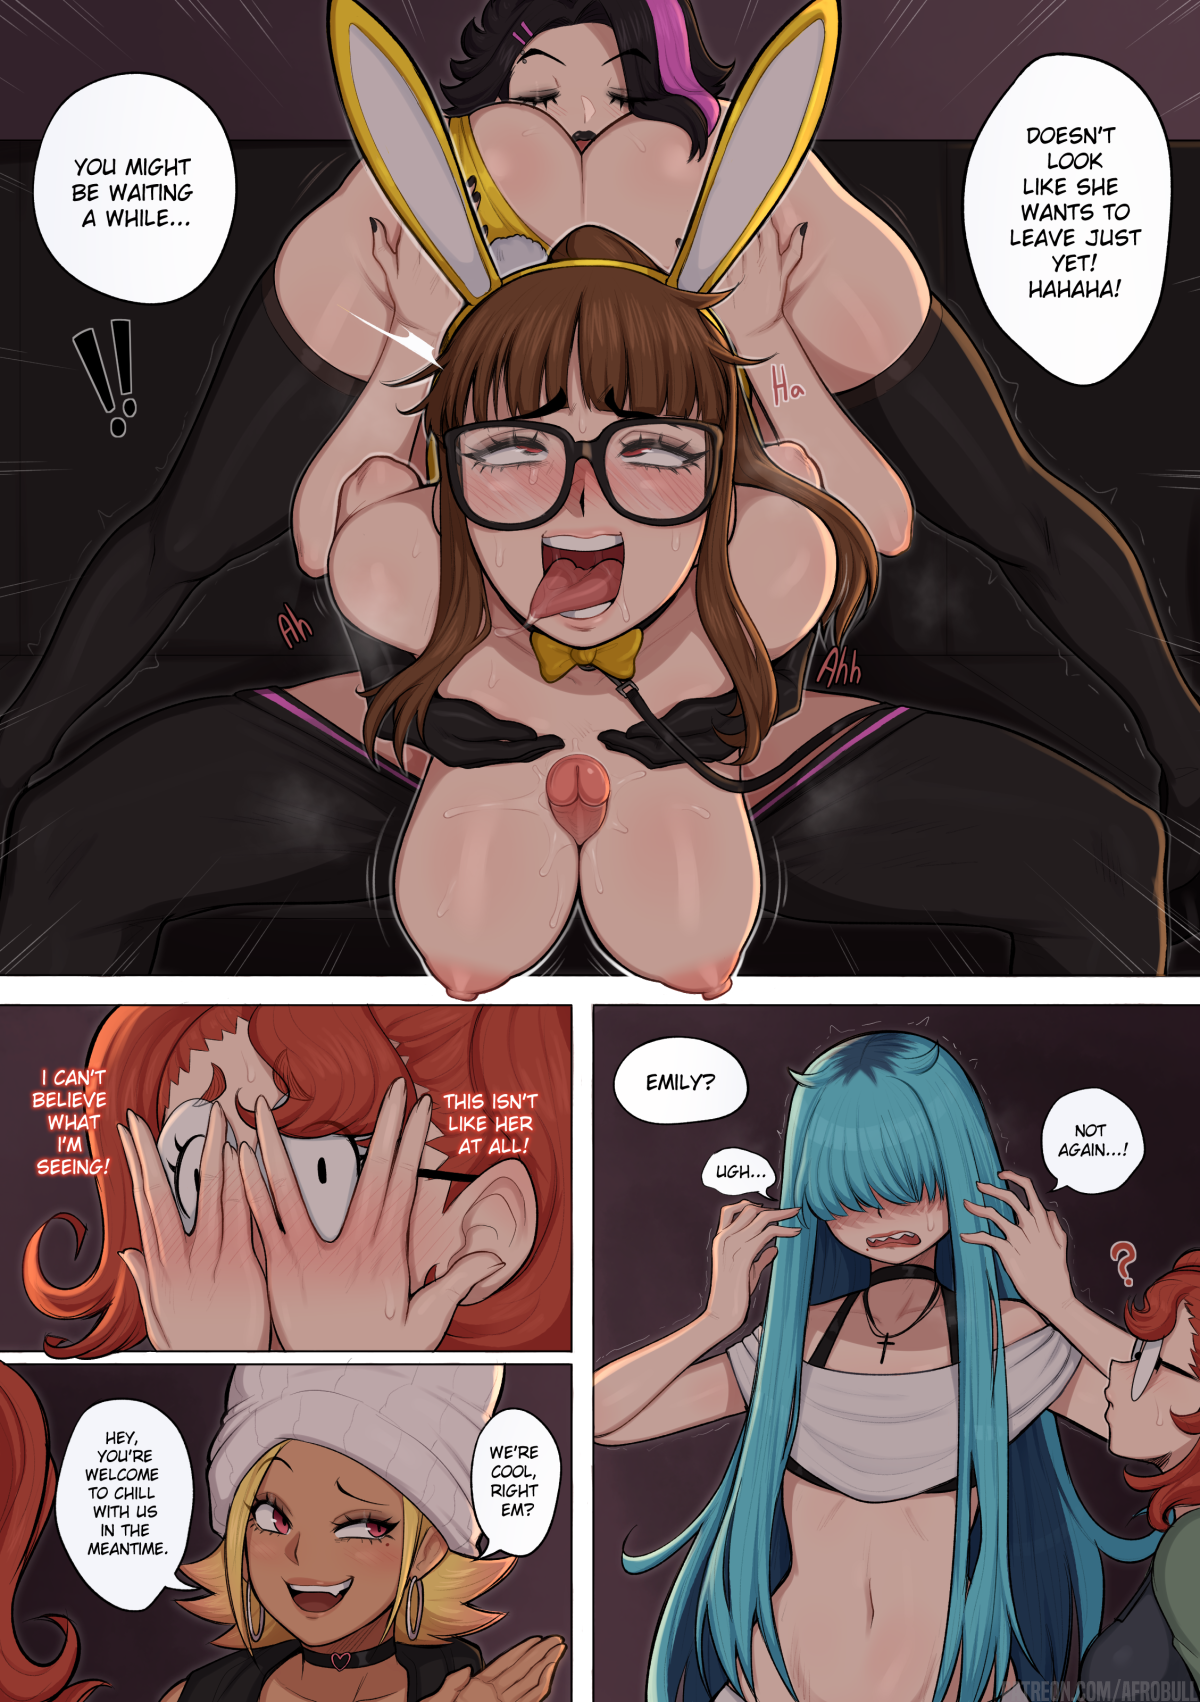 YOU MIGHT
BE WAITING
A WHILE...
DOESN'T
LOOK
LIKE SHE
WANTS TO
LEAVE JUST
YET!
HAHAHA!
!!
Ha
Ah
Ahh
I CAN'T
BELIEVE
WHAT
I'M
SEEING!
THIS ISN'T
LIKE HER
AT ALL!
HEY,
YOU'RE
WELCOME
TO CHILL
WITH US
IN THE
MEANTIME.
WE'RE
COOL,
RIGHT
EM?
EMILY?
UGH...
NOT
AGAIN...!
?
PATREON.COM/AFROBULL